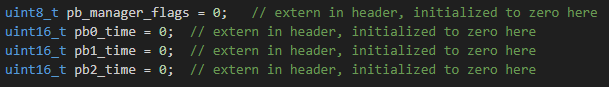 uint8_t pb_manager_flags = 0;   // extern in header, initialized to zero here
uint16_t pb0_time = 0;  // extern in header, initialized to zero here
uint16_t pb1_time = 0;  // extern in header, initialized to zero here
uint16_t pb2_time = 0;  // extern in header, initialized to zero here